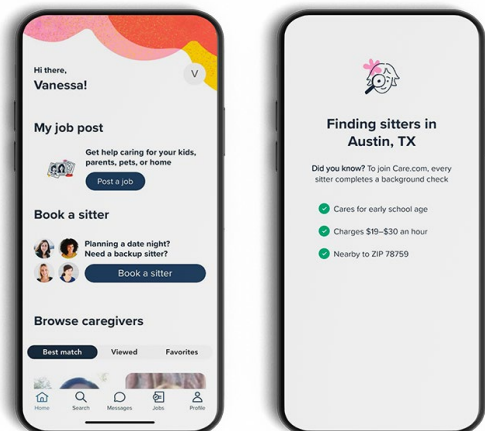 Hi there,
Vanessa!
V
My job post
Get help caring for your kids,
parents, pets, or home
Post a job
Book a sitter
Planning a date night?
Need a backup sitter?
Book a sitter
Browse caregivers
Best match Viewed Favorites
Home Search Messages Jobs Profile
Finding sitters in
Austin, TX
Did you know? To join Care.com, every
sitter completes a background check
Cares for early school age
Charges $19–$30 an hour
Nearby to ZIP 78759